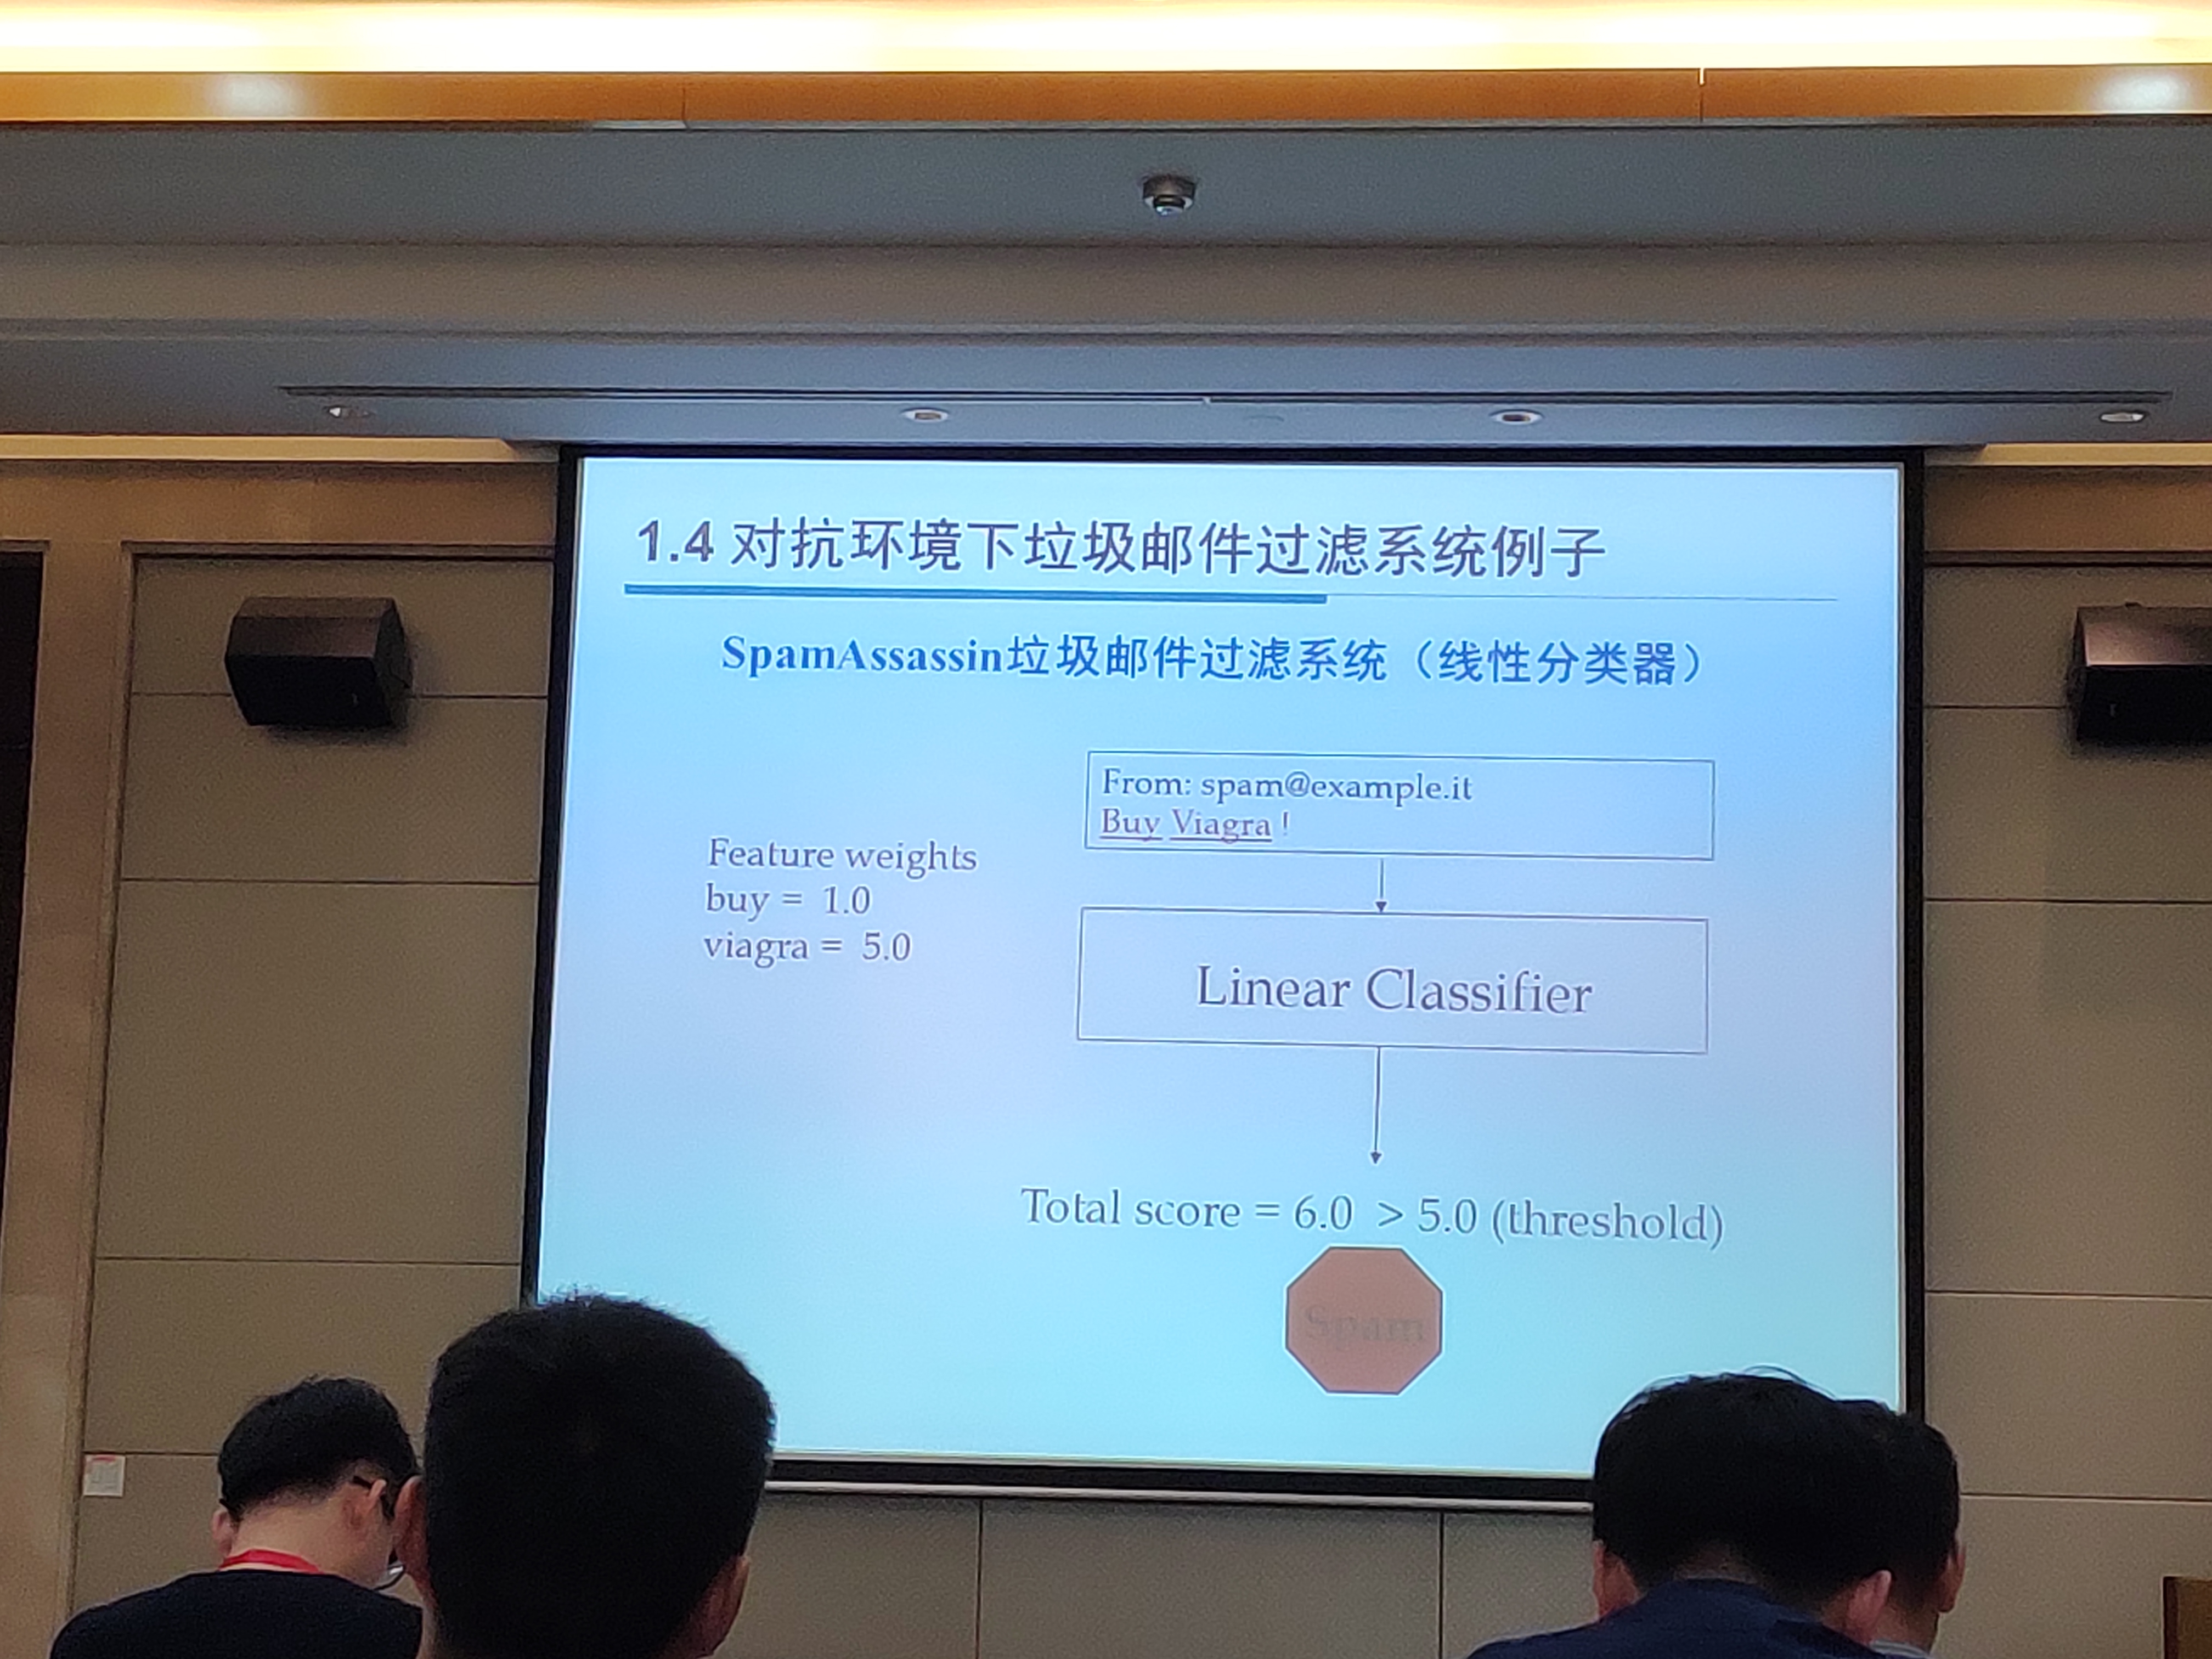 1.4 对抗环境下垃圾邮件过滤系统例子
SpamAssassin垃圾邮件过滤系统（线性分类器）
From: spam@example.it
Buy Viagra !
Feature weights
buy = 1.0
viagra = 5.0
Linear Classifier
Total score = 6.0 > 5.0 (threshold)
Spam